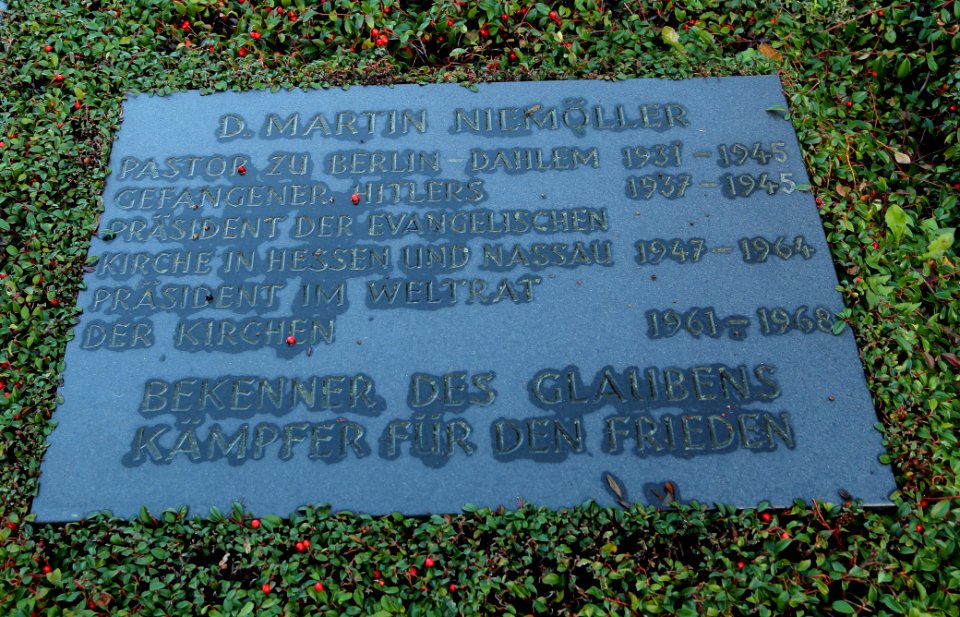 D. MARTIN NIEMÖLLER
PASTOR ZU BERLIN – DAHLEM 1931 – 1945
GEFANGENER HITLERS 1937 – 1945
PRÄSIDENT DER EVANGELISCHEN
KIRCHE IN HESSEN UND NASSAU 1947 – 1964
PRÄSIDENT IM WELTRAT
DER KIRCHEN 1961 – 1968
BEKENNER DES GLAUBENS
KÄMPFER FÜR DEN FRIEDEN